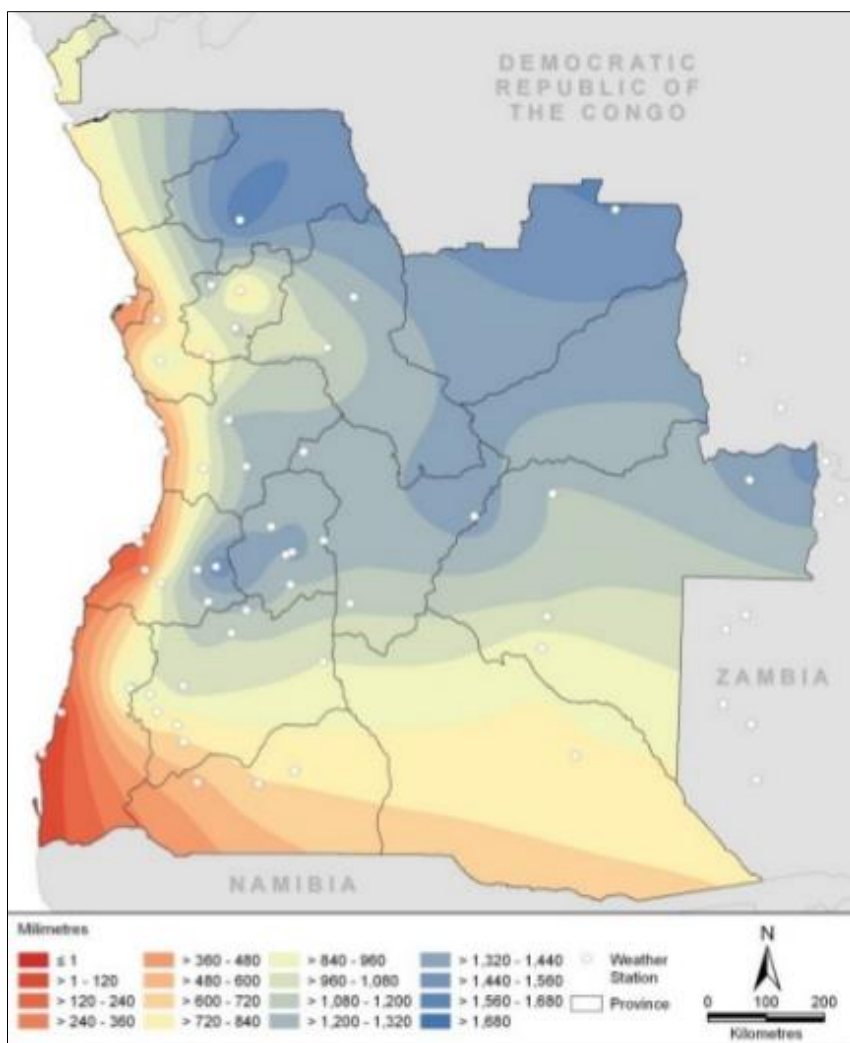 DEMOCRATIC
REPUBLIC OF
THE CONGO
ZAMBIA
NAMIBIA
Milimetres
≤ 1
> 1 - 120
> 120 - 240
> 240 - 360
> 360 - 480
> 480 - 600
> 600 - 720
> 720 - 840
> 840 - 960
> 960 - 1,080
> 1,080 - 1,200
> 1,200 - 1,320
> 1,320 - 1,440
> 1,440 - 1,560
> 1,560 - 1,680
> 1,680
Weather
Station
Province
N
0 100 200
Kilometres